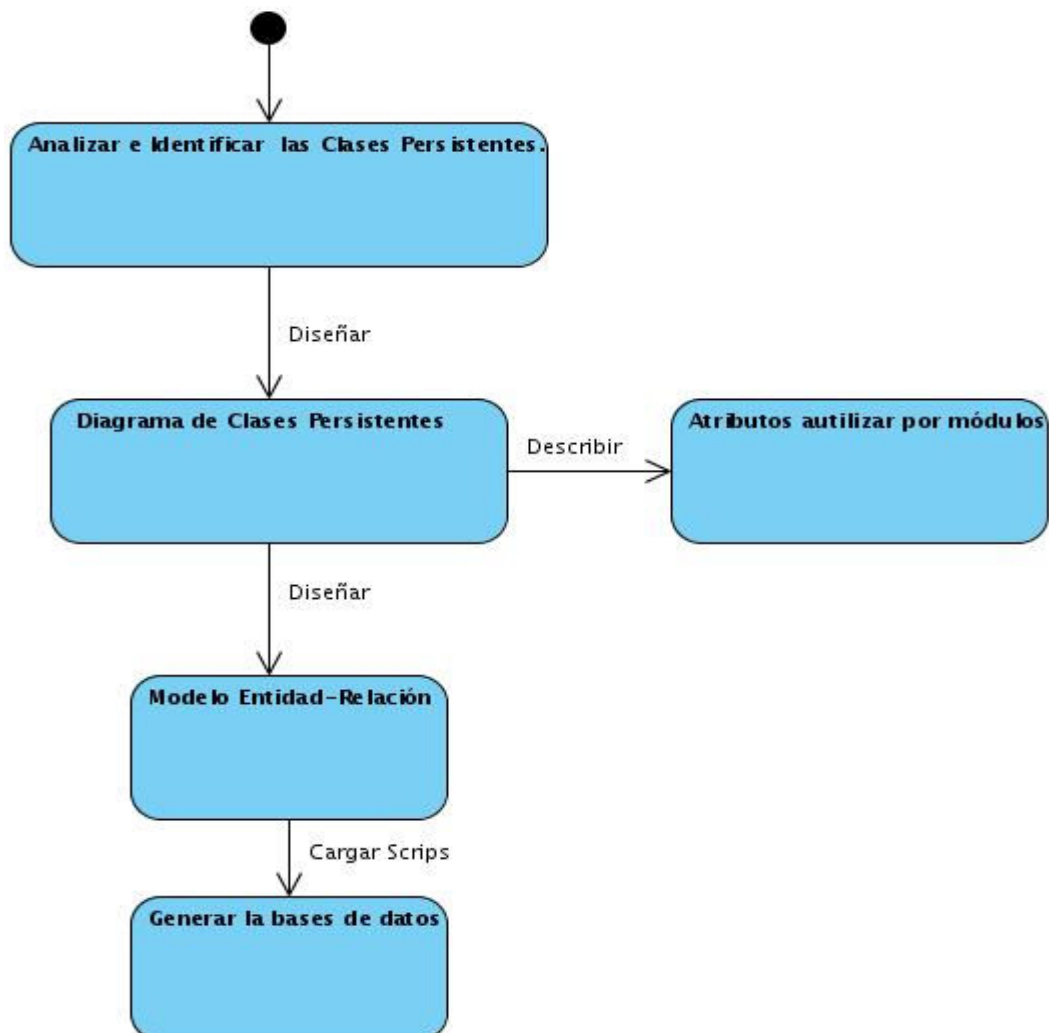 Analizar e Identificar las Clases Persistentes.
Diseñar
Diagrama de Clases Persistentes
Describir
Atributos autilizar por módulos
Diseñar
Modelo Entidad-Relación
Cargar Scrips
Generar la bases de datos